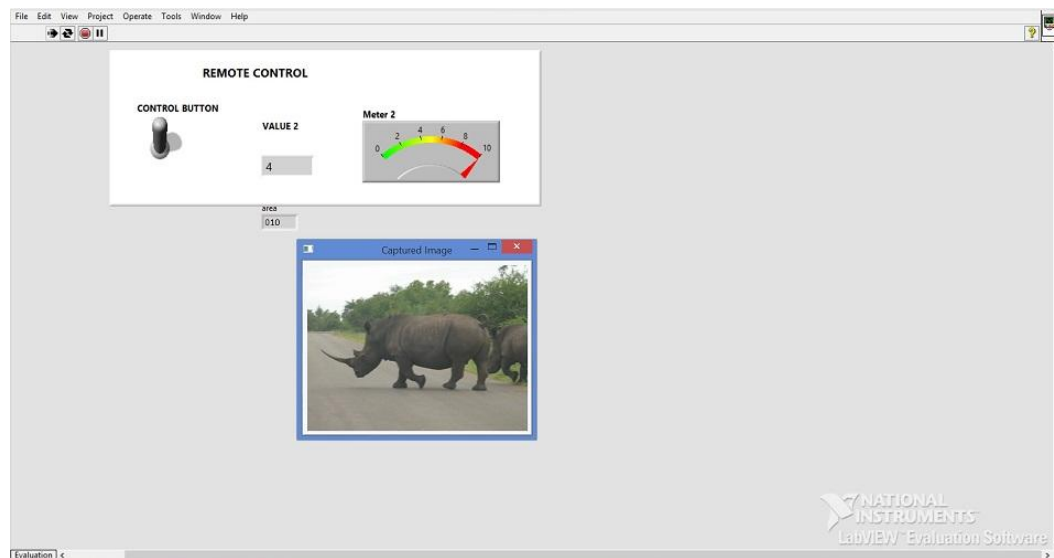 File Edit View Project Operate Tools Window Help
REMOTE CONTROL
CONTROL BUTTON
VALUE 2
4
Meter 2
0 2 4 6 8 10
area
010
Captured Image
NATIONAL
INSTRUMENTS
LabVIEW Evaluation Software
Evaluation